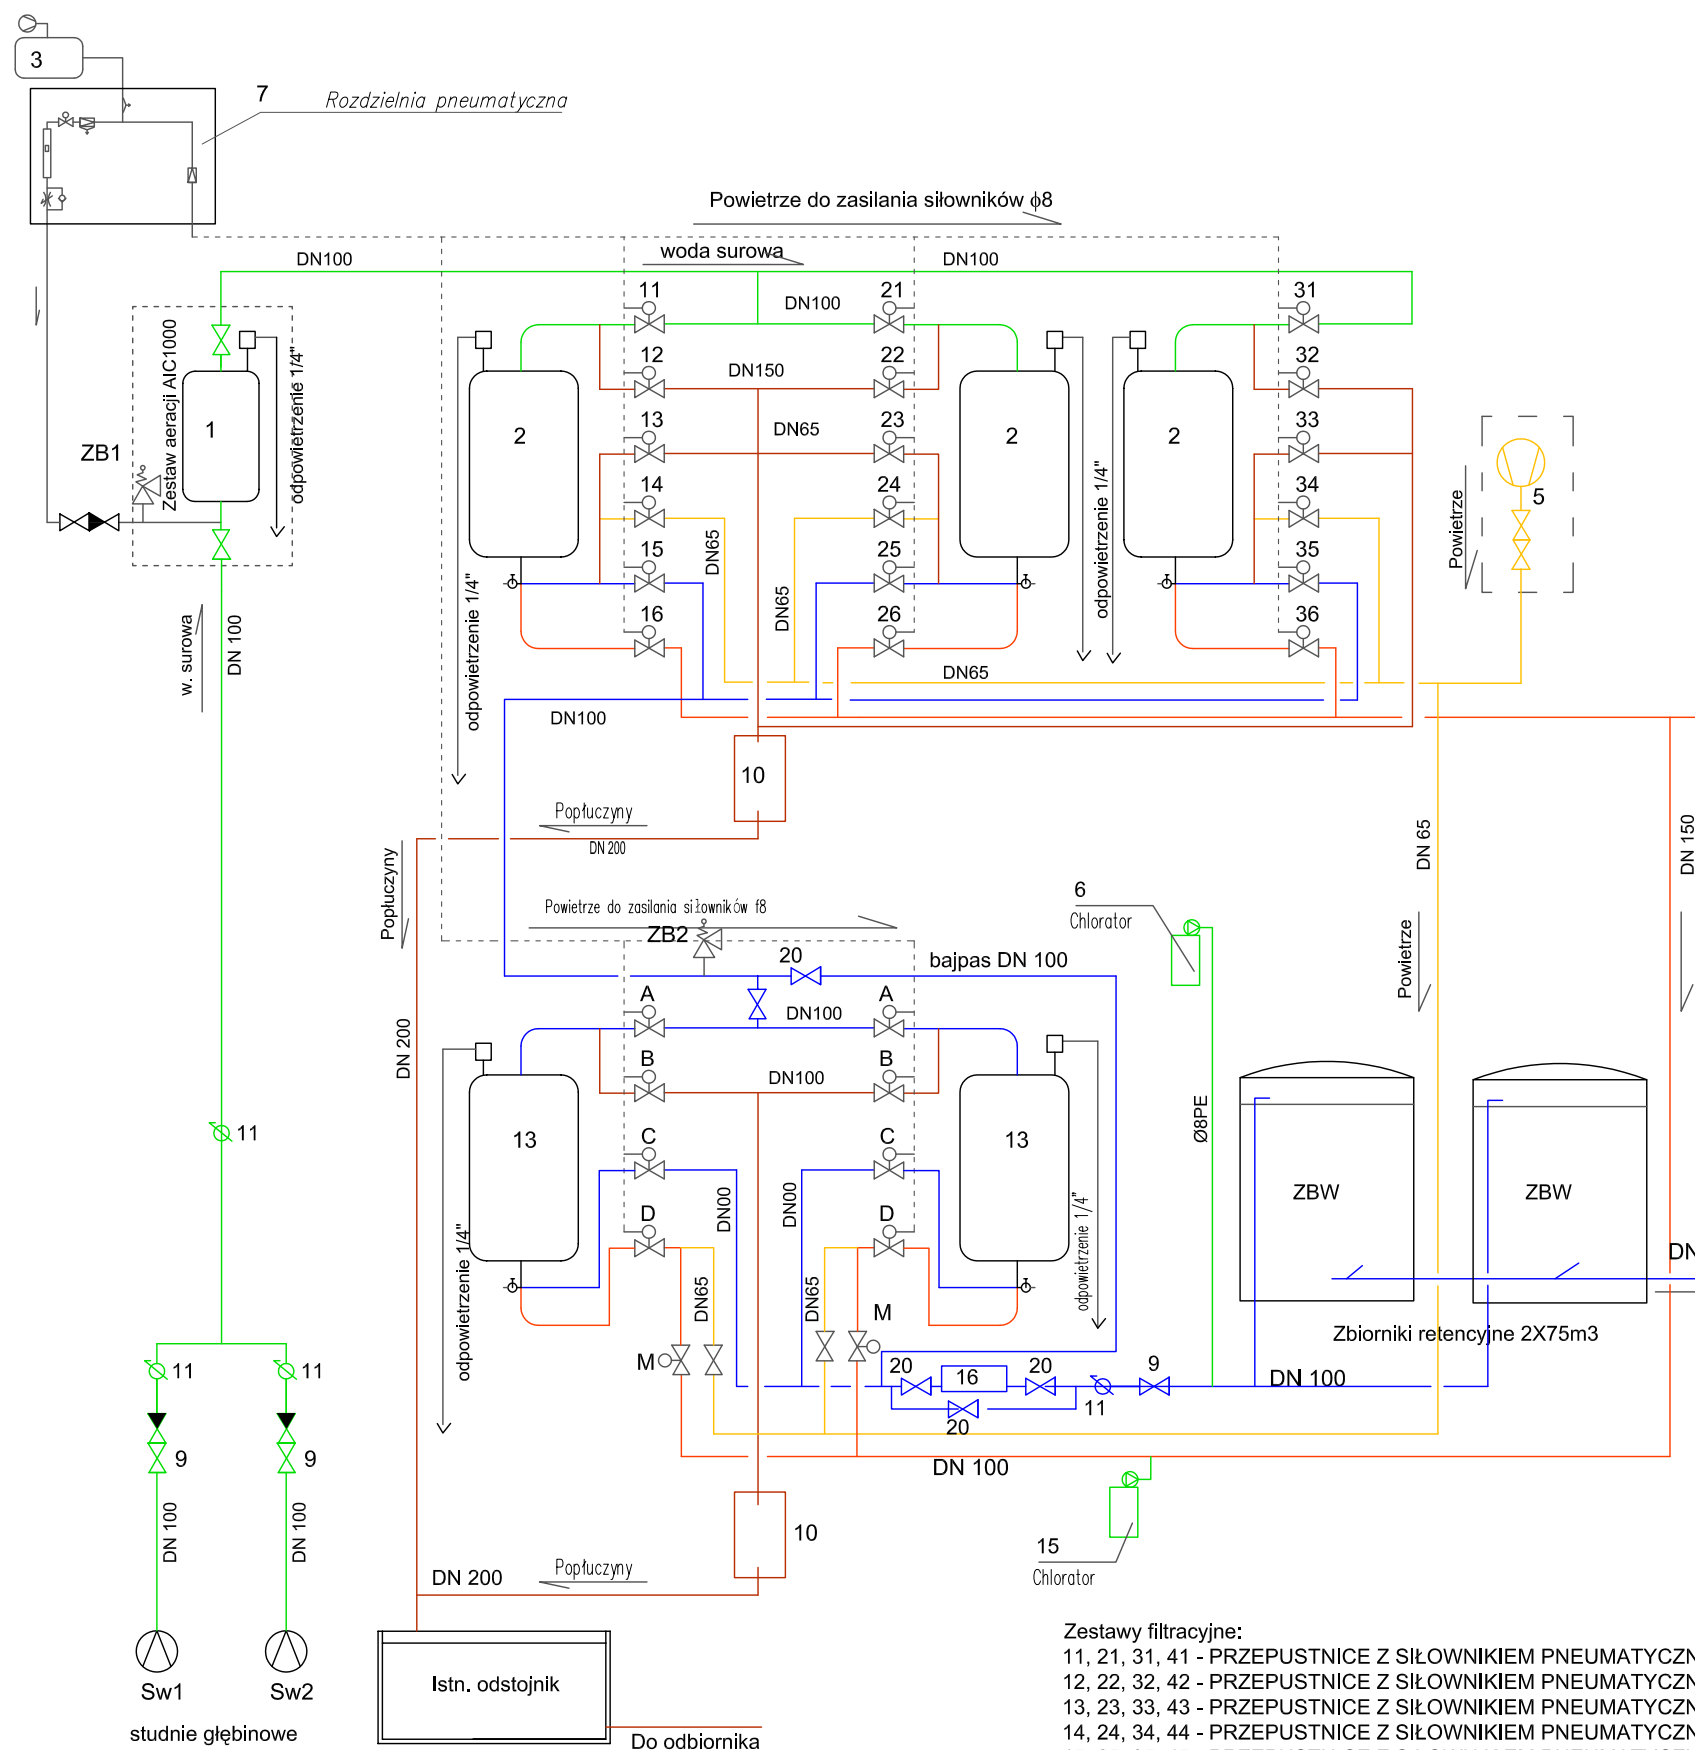 3
7
Rozdzielnia pneumatyczna
Powietrze do zasilania siłowników ϕ8
woda surowa
DN100
DN100
11
DN100
21
31
Zestaw aeracji AIC1000
odpowietrzenie 1/4"
12
DN150
22
32
1
2
13
DN65
23
2
2
33
ZB1
14
24
34
5
Powietrze
odpowietrzenie 1/4"
DN65
15
25
35
odpowietrzenie 1/4"
DN65
16
26
36
w. surowa
DN 100
DN65
DN100
10
Popłuczyny
DN 200
Popłuczyny
DN 65
DN 150
6
Chlorator
Powietrze do zasilania siłowników f8
ZB2
20
bajpas DN 100
Powietrze
A
DN100
A
DN 200
B
DN100
B
Ø8PE
11
13
C
C
13
ZBW
ZBW
DN00
DN00
odpowietrzenie 1/4"
D
D
odpowietrzenie 1/4"
DN
DN65
DN65
M
M
Zbiorniki retencyjne 2X75m3
11
11
20
16
20
9
DN 100
11
20
9
9
DN 100
DN 100
DN 100
10
15
Chlorator
DN 200
Popłuczyny
Sw1
Sw2
studnie głębinowe
Istn. odstojnik
Do odbiornika
Zestawy filtracyjne:
11, 21, 31, 41 - PRZEPUSTNICE Z SIŁOWNIKIEM PNEUMATYCZN
12, 22, 32, 42 - PRZEPUSTNICE Z SIŁOWNIKIEM PNEUMATYCZN
13, 23, 33, 43 - PRZEPUSTNICE Z SIŁOWNIKIEM PNEUMATYCZN
14, 24, 34, 44 - PRZEPUSTNICE Z SIŁOWNIKIEM PNEUMATYCZN